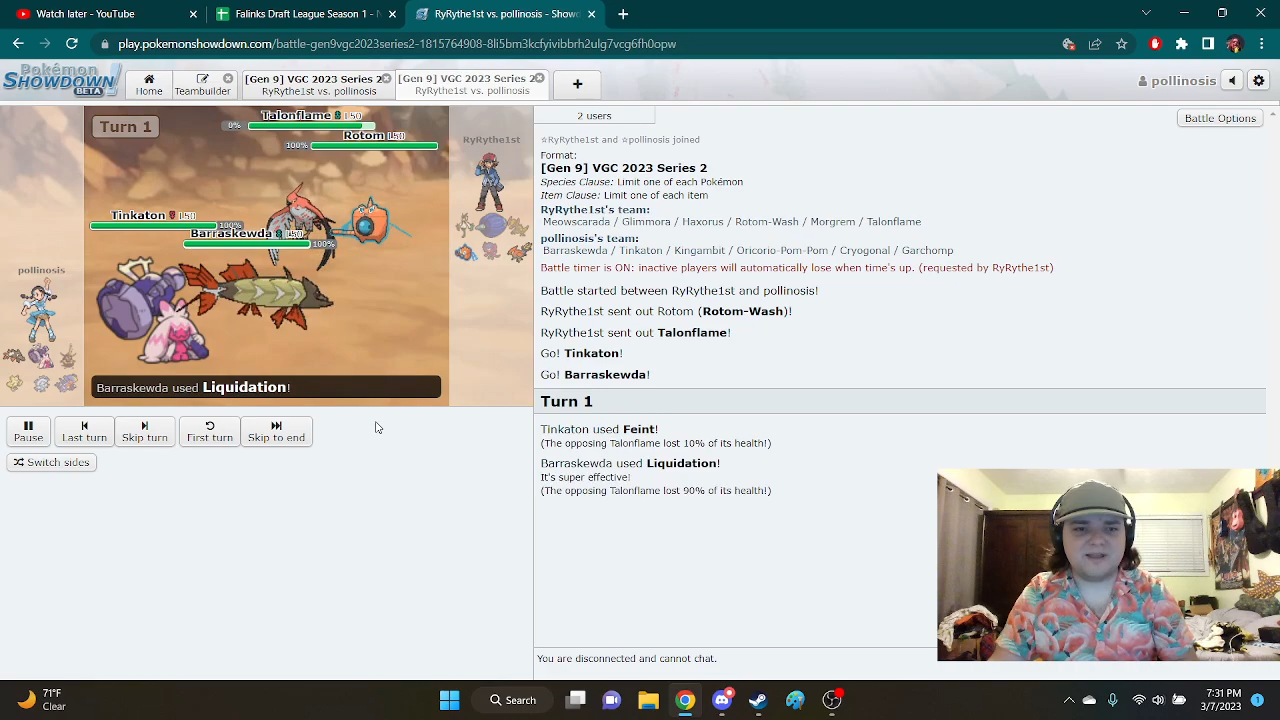 Watch later - YouTube
Falinks Draft League Season 1 - N
RyRythe1st vs. pollinosis - Showd
play.pokemonshowdown.com/battle-gen9vgc2023series2-1815764908-8li5bm3kcfyivibbrh2ulg7vcg6fh0opw
Pokémon
SHOWDOWN
BETA
Home
Teambuilder
[Gen 9] VGC 2023 Series 2
RyRythe1st vs. pollinosis
[Gen 9] VGC 2023 Series 2
RyRythe1st vs. pollinosis
pollinosis
Turn 1
Talonflame L50
0%
Rotom L50
100%
Tinkaton L50
100%
Barraskewda L50
100%
RyRythe1st
pollinosis
Barraskewda used Liquidation!
Pause
Last turn
Skip turn
First turn
Skip to end
Switch sides
2 users
Battle Options
☆RyRythe1st and ☆pollinosis joined
Format:
[Gen 9] VGC 2023 Series 2
Species Clause: Limit one of each Pokémon
Item Clause: Limit one of each item
RyRythe1st's team:
Meowscarada / Glimmora / Haxorus / Rotom-Wash / Morgrem / Talonflame
pollinosis's team:
Barraskewda / Tinkaton / Kingambit / Oricorio-Pom-Pom / Cryogonal / Garchomp
Battle timer is ON: inactive players will automatically lose when time's up. (requested by RyRythe1st)
Battle started between RyRythe1st and pollinosis!
RyRythe1st sent out Rotom (Rotom-Wash)!
RyRythe1st sent out Talonflame!
Go! Tinkaton!
Go! Barraskewda!
Turn 1
Tinkaton used Feint!
(The opposing Talonflame lost 10% of its health!)
Barraskewda used Liquidation!
It's super effective!
(The opposing Talonflame lost 90% of its health!)
You are disconnected and cannot chat.
71°F
Clear
Search
7:31 PM
3/7/2023
1